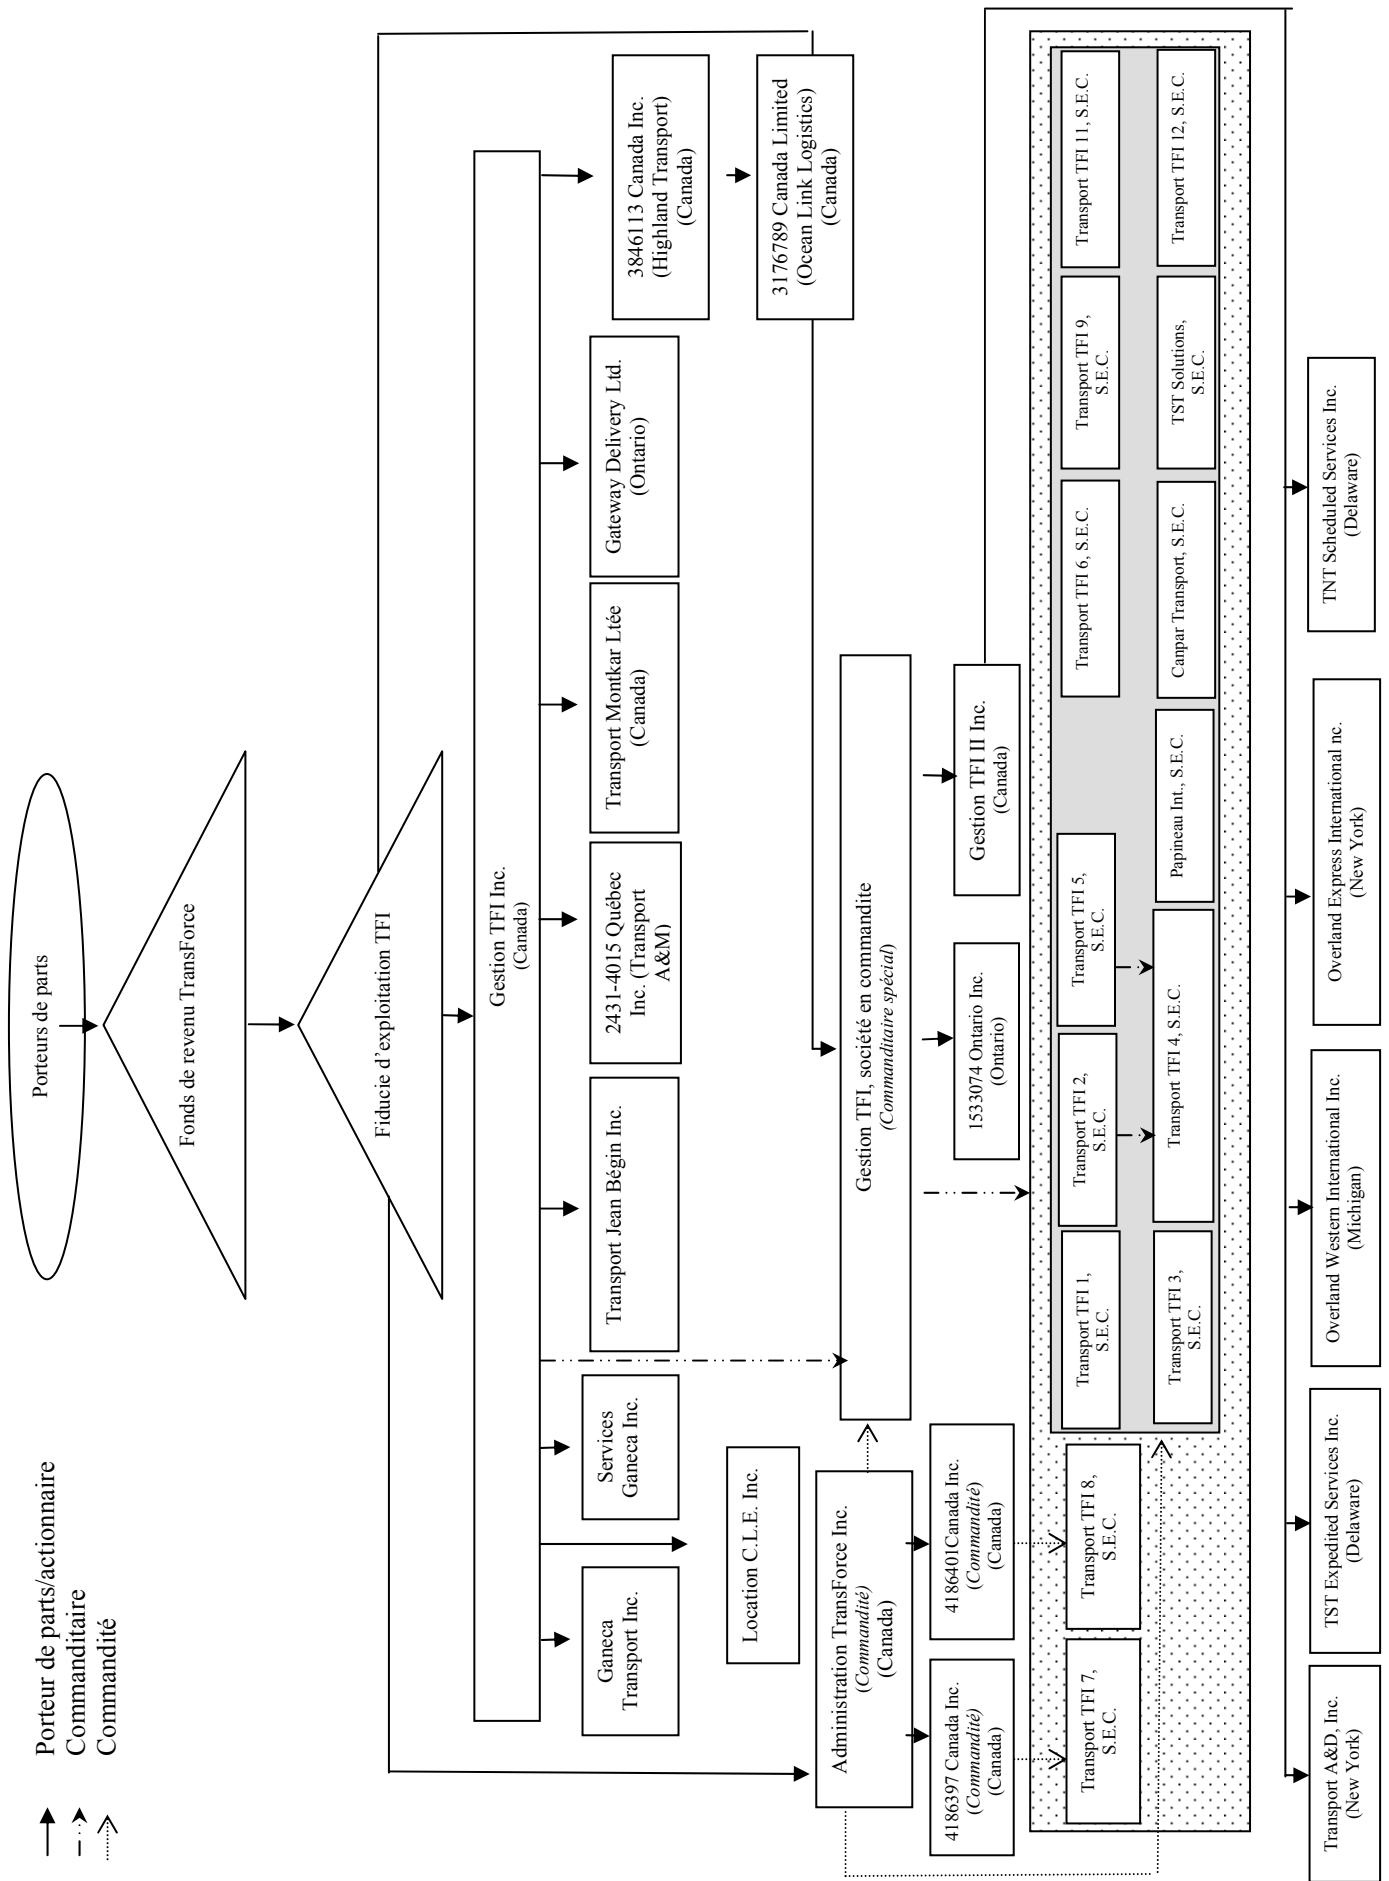 Porteur de parts/actionnaire
Commanditaire
Commandité
Porteurs de parts
Fonds de revenu TransForce
Fiducie d'exploitation TFI
Gestion TFI Inc.
(Canada)
Ganeca
Transport Inc.
Services
Ganeca Inc.
Transport Jean Bégin Inc.
2431-4015 Québec
Inc. (Transport
A&M)
Transport Montkar Ltée
(Canada)
Gateway Delivery Ltd.
(Ontario)
3846113 Canada Inc.
(Highland Transport)
(Canada)
Location C.L.E. Inc.
3176789 Canada Limited
(Ocean Link Logistics)
(Canada)
Administration TransForce Inc.
(Commandité)
(Canada)
Gestion TFI, société en commandite
(Commanditaire spécial)
4186397 Canada Inc.
(Commandité)
(Canada)
4186401Canada Inc.
(Commandité)
(Canada)
1533074 Ontario Inc.
(Ontario)
Gestion TFI II Inc.
(Canada)
Transport TFI 7,
S.E.C.
Transport TFI 8,
S.E.C.
Transport TFI 1,
S.E.C.
Transport TFI 2,
S.E.C.
Transport TFI 5,
S.E.C.
Transport TFI 6, S.E.C.
Transport TFI 9,
S.E.C.
Transport TFI 11, S.E.C.
Transport TFI 3,
S.E.C.
Transport TFI 4, S.E.C.
Papineau Int., S.E.C.
Canpar Transport, S.E.C.
TST Solutions,
S.E.C.
Transport TFI 12, S.E.C.
Transport A&D, Inc.
(New York)
TST Expedited Services Inc.
(Delaware)
Overland Western International Inc.
(Michigan)
Overland Express International nc.
(New York)
TNT Scheduled Services Inc.
(Delaware)